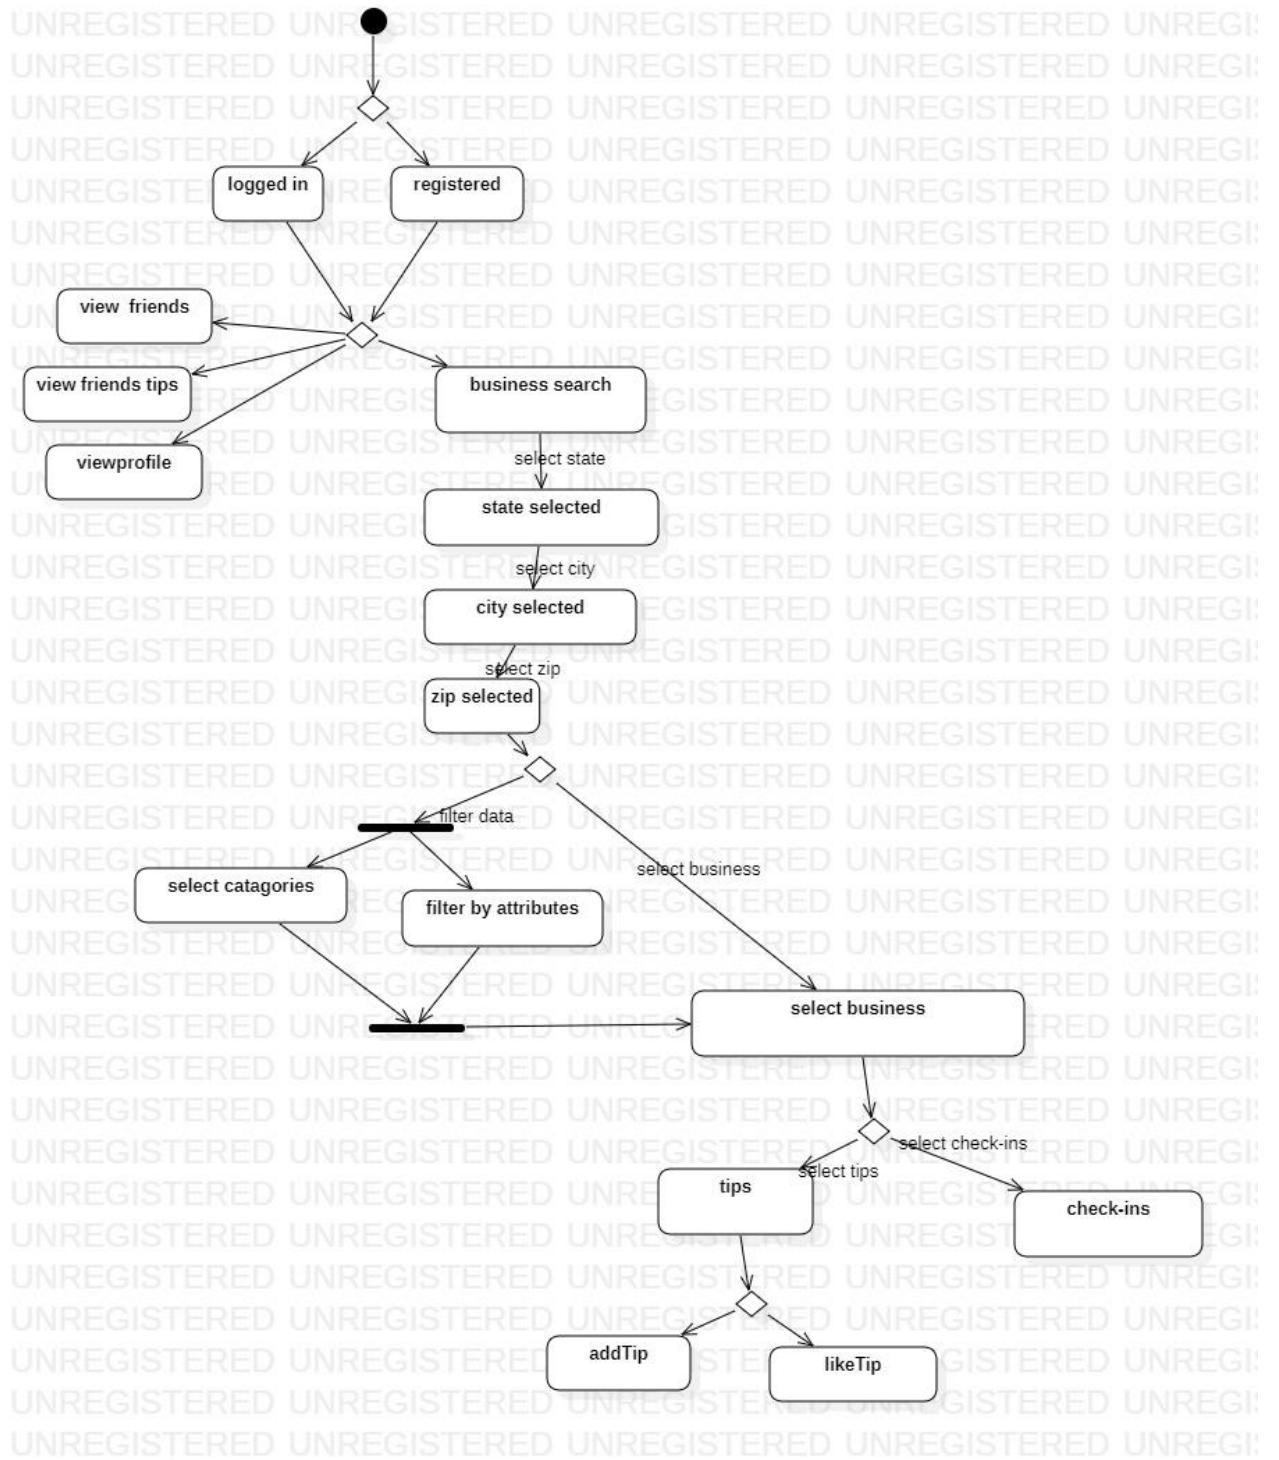 logged in
registered
view  friends
view friends tips
business search
viewprofile
select state
state selected
select city
city selected
select zip
zip selected
filter data
select business
select catagories
filter by attributes
select business
select check-ins
select tips
tips
check-ins
addTip
likeTip
UNREGISTERED